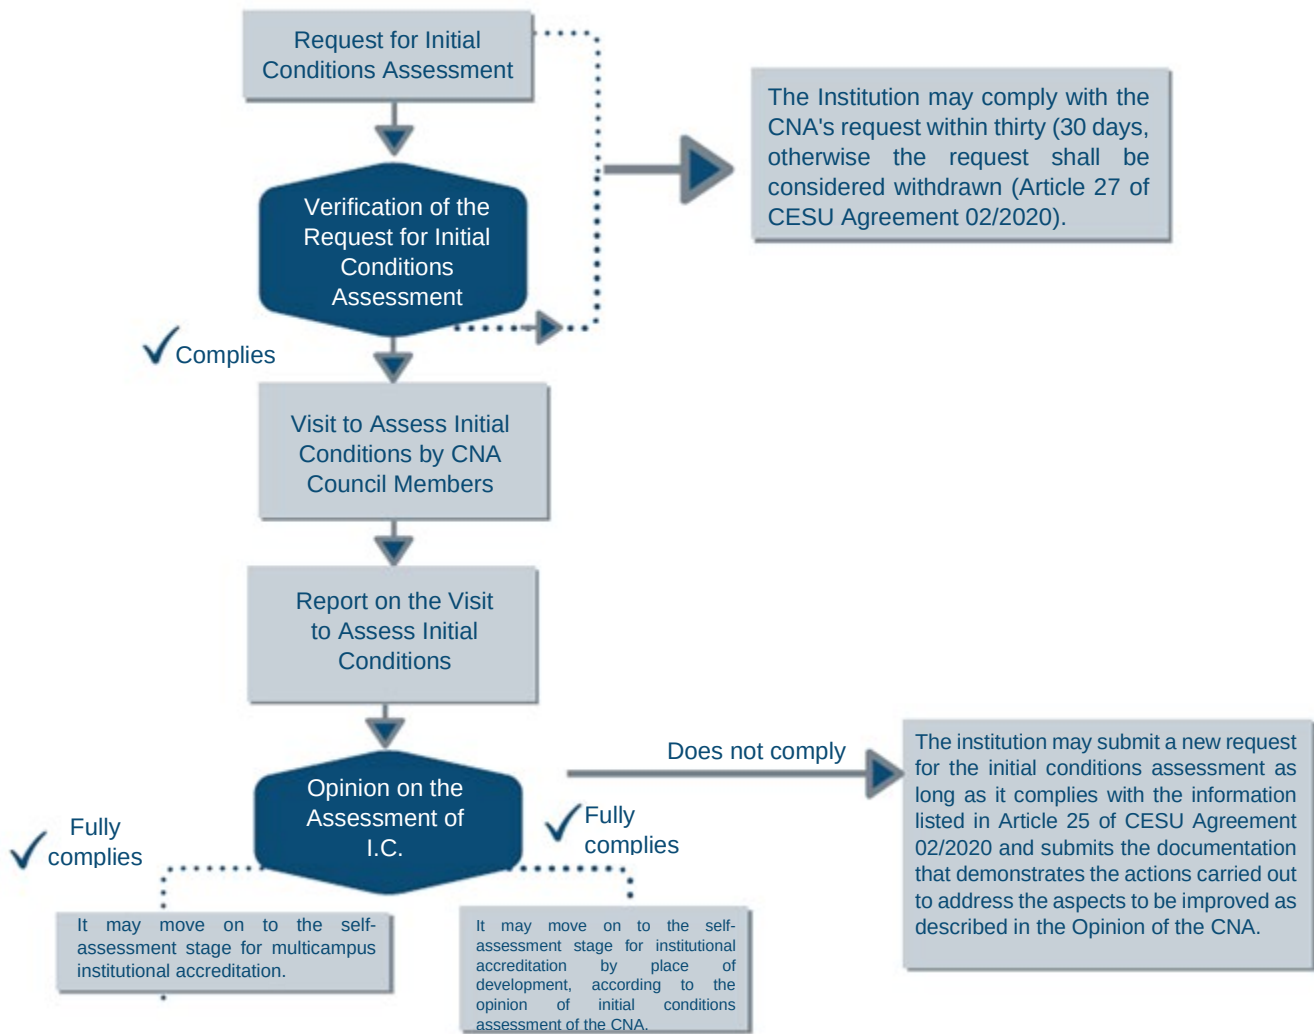 Request for Initial
Conditions Assessment
The Institution may comply with the
CNA's request within thirty (30 days,
otherwise the request shall be
considered withdrawn (Article 27 of
CESU Agreement 02/2020).
Verification of the
Request for Initial
Conditions
Assessment
Complies
Visit to Assess Initial
Conditions by CNA
Council Members
Report on the Visit
to Assess Initial
Conditions
Opinion on the
Assessment of
I.C.
Does not comply
The institution may submit a new request
for the initial conditions assessment as
long as it complies with the information
listed in Article 25 of CESU Agreement
02/2020 and submits the documentation
that demonstrates the actions carried out
to address the aspects to be improved as
described in the Opinion of the CNA.
Fully
complies
Fully
complies
It may move on to the self-
assessment stage for multicampus
institutional accreditation.
It may move on to the self-
assessment stage for institutional
accreditation by place of
development, according to the
opinion of initial conditions
assessment of the CNA.